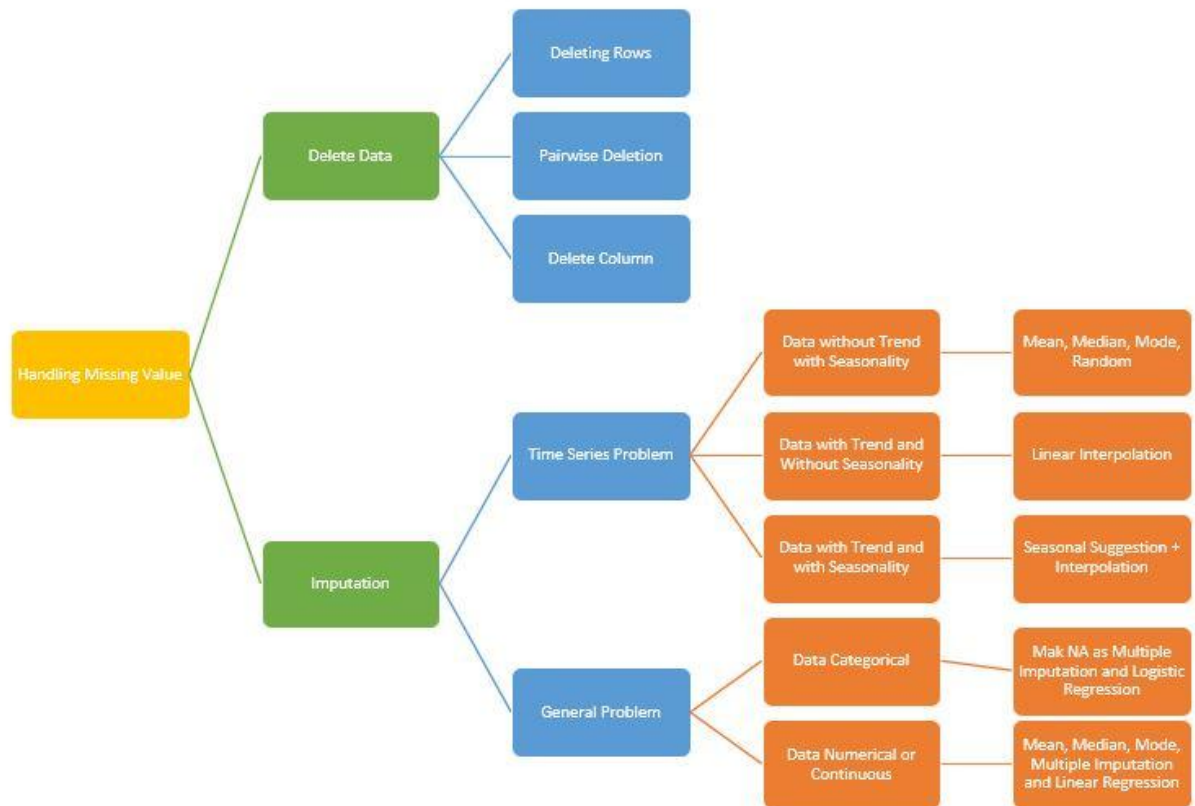 Deleting Rows
Delete Data
Pairwise Deletion
Delete Column
Handling Missing Value
Data without Trend
with Seasonality
Mean, Median, Mode,
Random
Time Series Problem
Data with Trend and
Without Seasonality
Linear Interpolation
Data with Trend and
with Seasonality
Seasonal Suggestion +
Interpolation
Imputation
General Problem
Data Categorical
Mak NA as Multiple
Imputation and Logistic
Regression
Data Numerical or
Continuous
Mean, Median, Mode,
Multiple Imputation
and Linear Regression